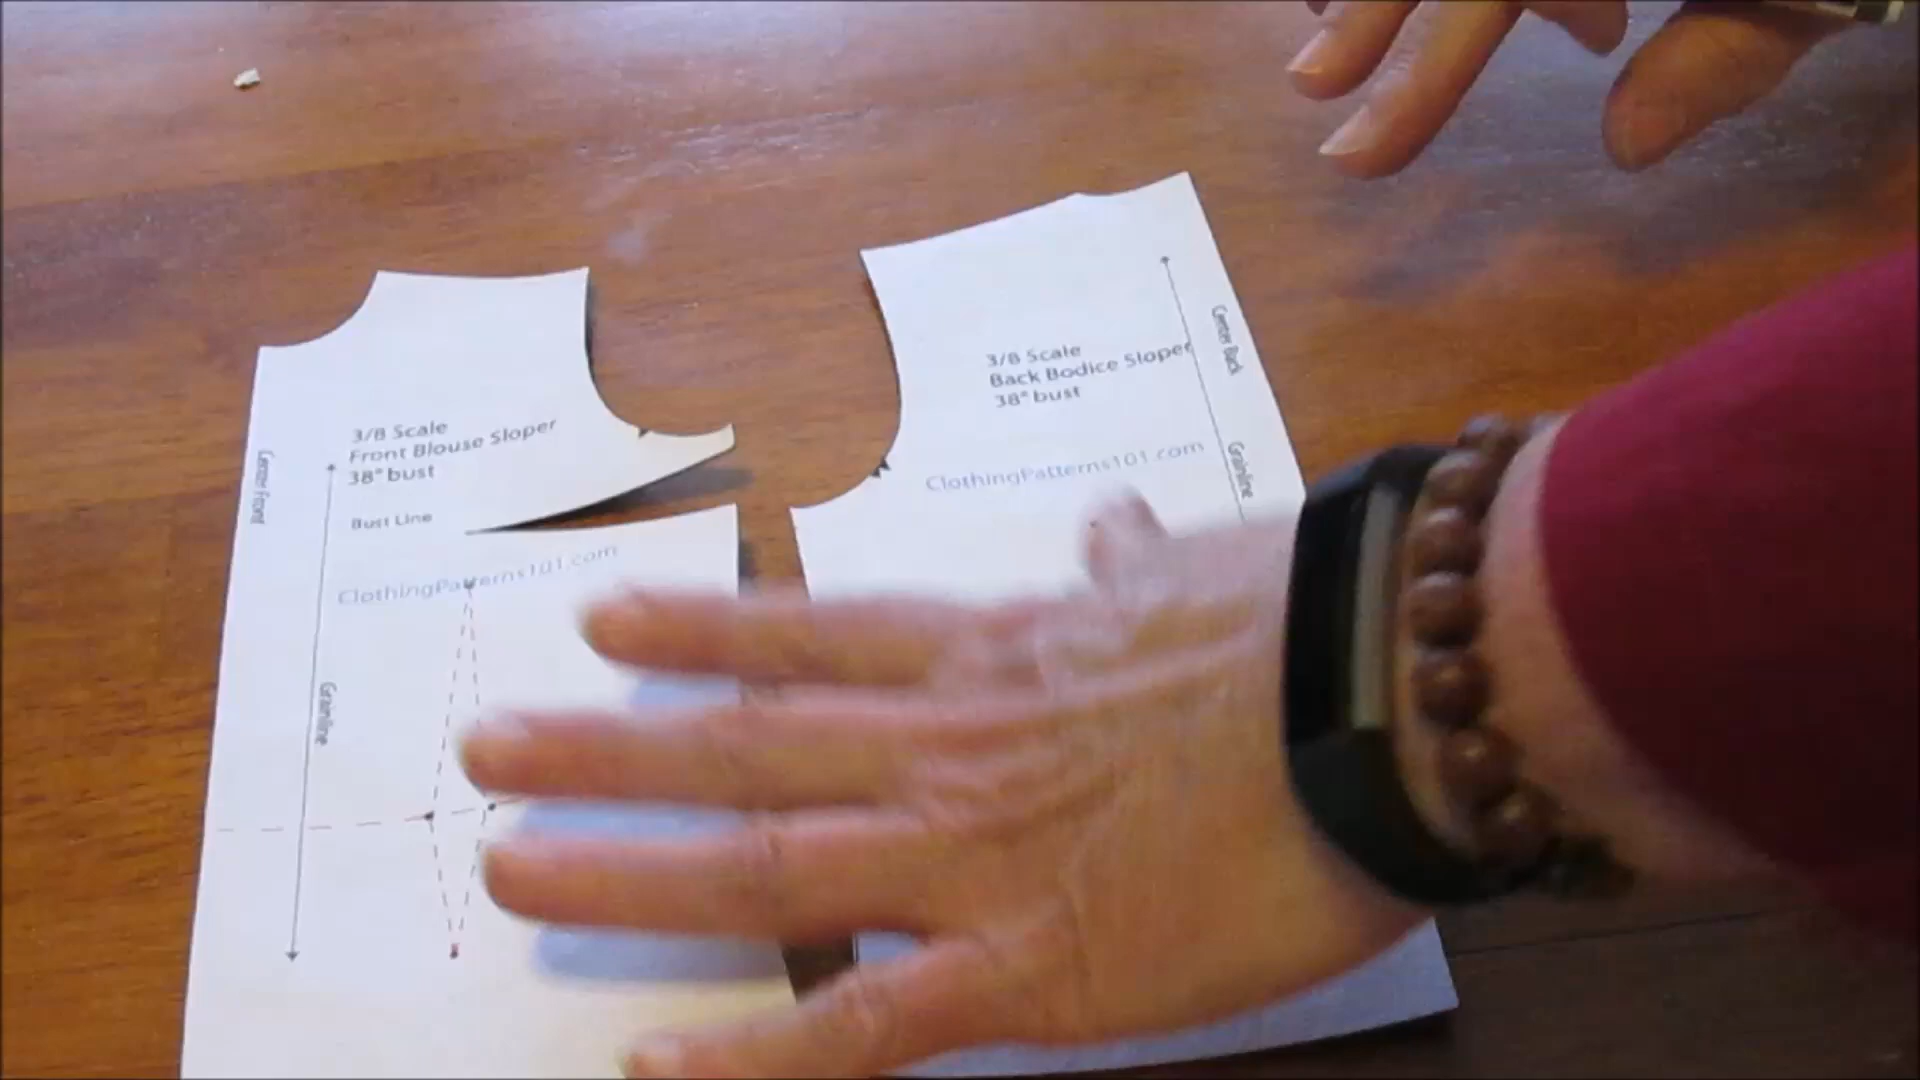 3/8 Scale
Front Blouse Sloper
38" bust
Center Front
Bust Line
ClothingPatterns101.com
Grainline
3/8 Scale
Back Bodice Sloper
38" bust
Center Back
ClothingPatterns101.com
Grainline